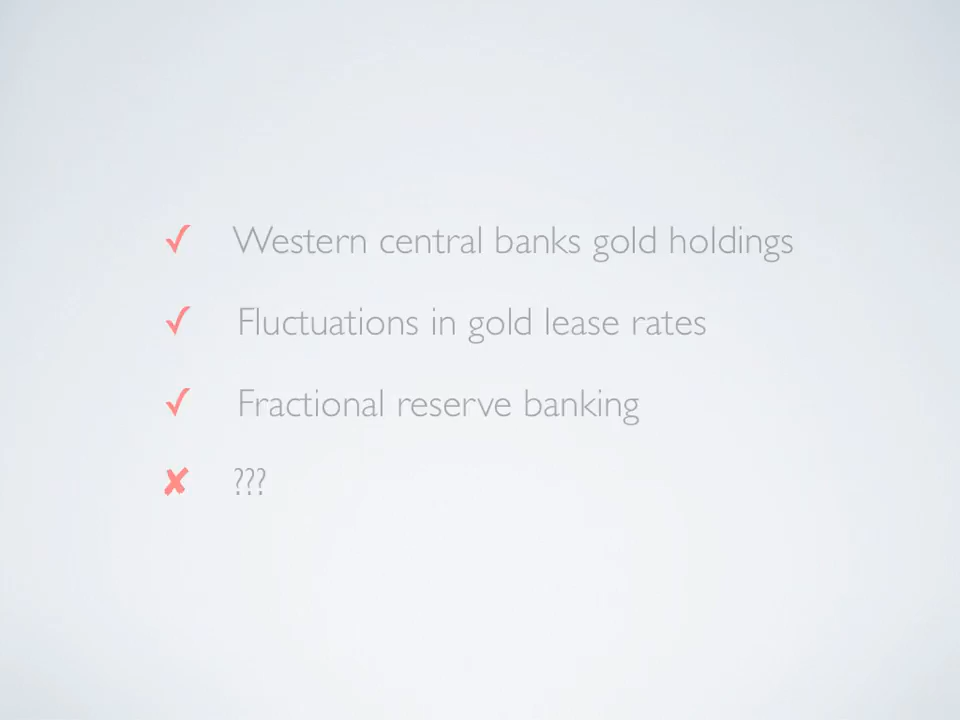 ✓ Western central banks gold holdings
✓ Fluctuations in gold lease rates
✓ Fractional reserve banking
✘ ???